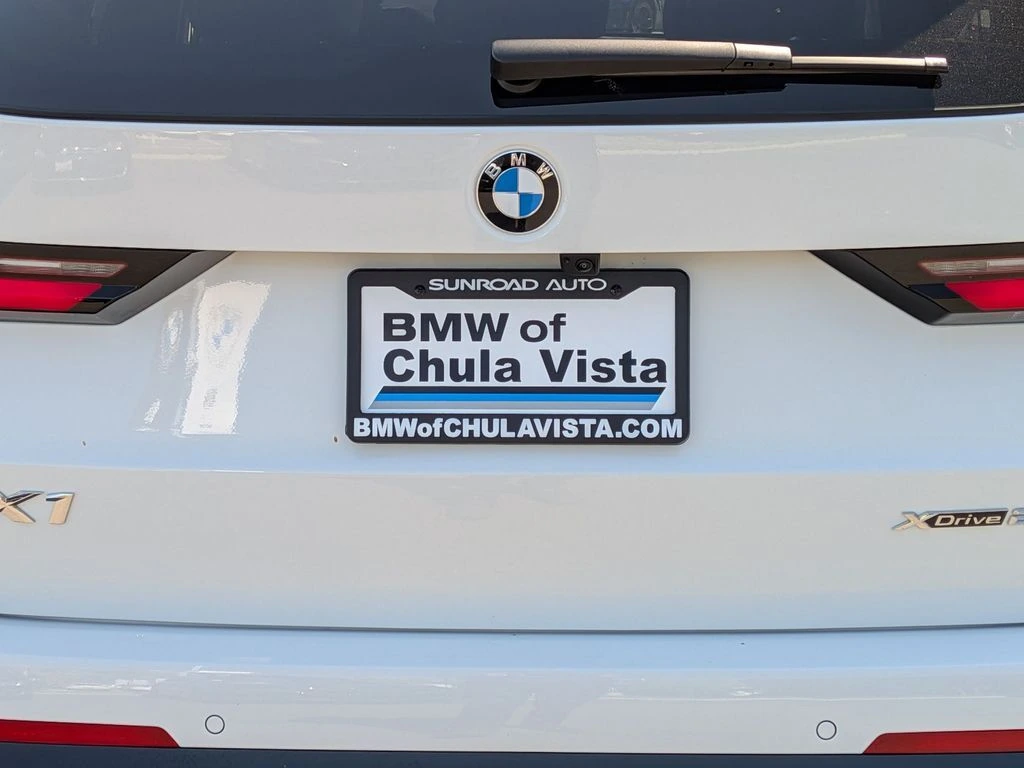 BMW
SUNROAD AUTO
BMW of
Chula Vista
BMWofCHULAVISTA.COM
X1
XDrive